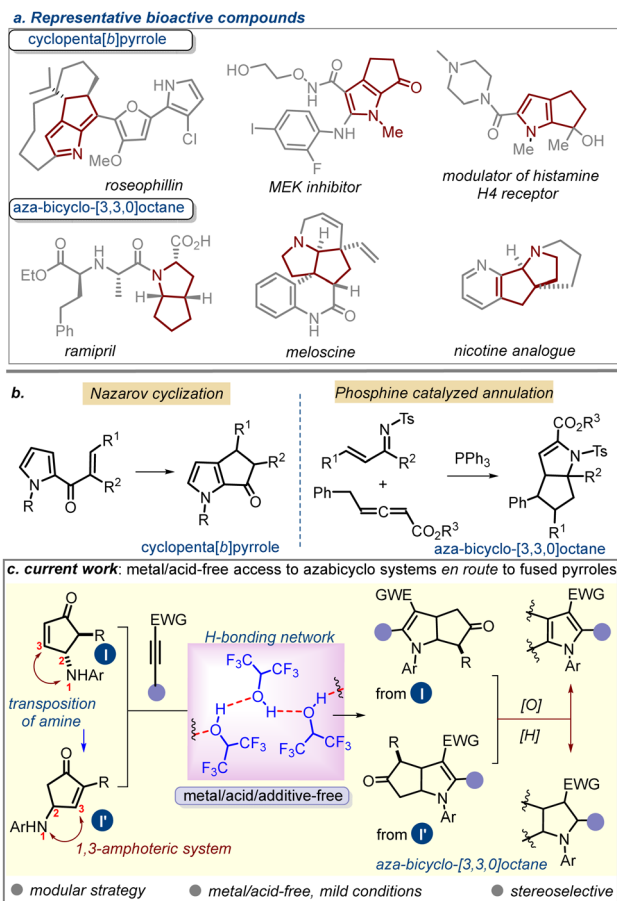 a. Representative bioactive compounds
cyclopenta[b]pyrrole
HN
O
Cl
N
MeO
roseophillin
HO
O
N
H
O
O
N
Me
NH
I
F
MEK inhibitor
Me
N
N
O
N
Me
Me
OH
modulator of histamine
H4 receptor
aza-bicyclo-[3,3,0]octane
O
EtO
H
N
O
CO2H
N
H
H
Ph
ramipril
N
H
H
N
H
O
meloscine
H
N
N
nicotine analogue
b.
Nazarov cyclization
Phosphine catalyzed annulation
R1
N
R
O
R2
R1
R2
N
R
O
cyclopenta[b]pyrrole
N
Ts
R1
R2
+
Ph
CO2R3
PPh3
CO2R3
N
Ts
R2
Ph
R1
aza-bicyclo-[3,3,0]octane
c. current work: metal/acid-free access to azabicyclo systems en route to fused pyrroles
O
R
3
2
I
NHAr
1
transposition
of amine
O
R
2
3
ArHN
1
I'
1,3-amphoteric system
EWG
H-bonding network
F3C
CF3
O
H
H
O
H
O
H
O
F3C
CF3
F3C
CF3
metal/acid/additive-free
GWE
O
N
Ar
R
from I
R
EWG
O
N
Ar
from I'
aza-bicyclo-[3,3,0]octane
[O]
[H]
EWG
N
Ar
EWG
N
Ar
modular strategy
metal/acid-free, mild conditions
stereoselective